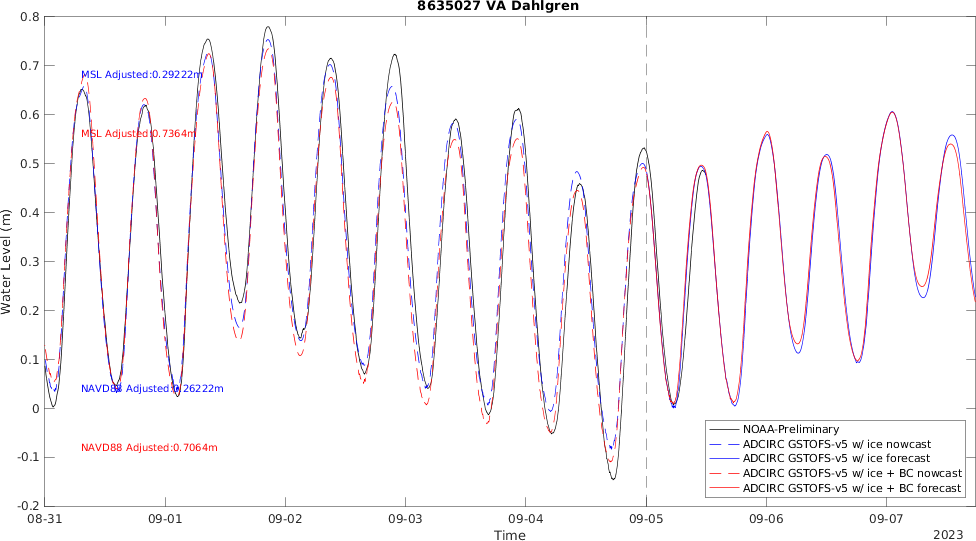 8635027 VA Dahlgren
0.8
0.7
0.6
0.5
0.4
0.3
0.2
0.1
0
-0.1
-0.2
Water Level (m)
MSL Adjusted:0.29222m
MSL Adjusted:0.7364m
NAVD88 Adjusted:0.26222m
NAVD88 Adjusted:0.7064m
NOAA-Preliminary
ADCIRC GSTOFS-v5 w/ ice nowcast
ADCIRC GSTOFS-v5 w/ ice forecast
ADCIRC GSTOFS-v5 w/ ice + BC nowcast
ADCIRC GSTOFS-v5 w/ ice + BC forecast
08-31 09-01 09-02 09-03 09-04 09-05 09-06 09-07
Time
2023